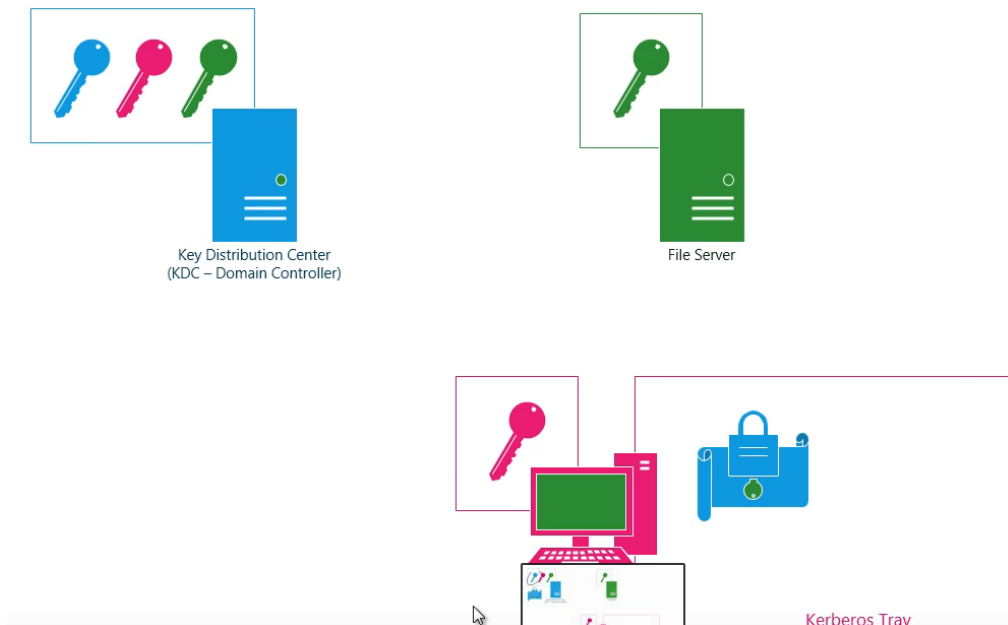 Key Distribution Center
(KDC – Domain Controller)
File Server
Kerberos Tray